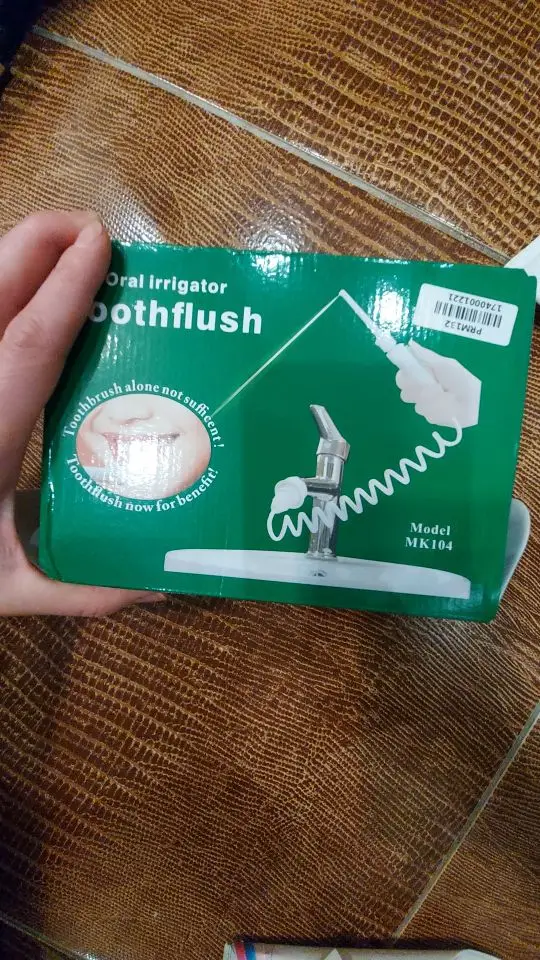 Oral irrigator
oothflush
PRM132
1740001221
Toothbrush alone not sufficent!
Toothflush now for benefit!
Model
MK104